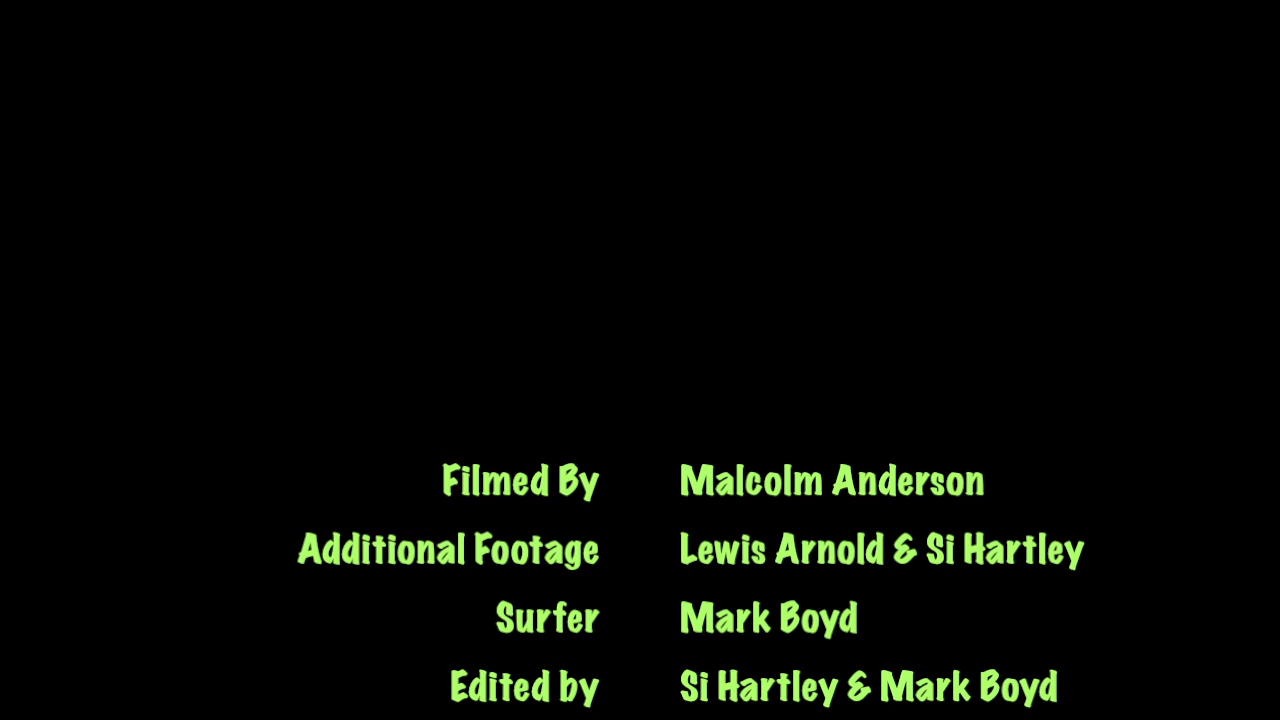 Filmed By Malcolm Anderson
Additional Footage Lewis Arnold & Si Hartley
Surfer Mark Boyd
Edited by Si Hartley & Mark Boyd